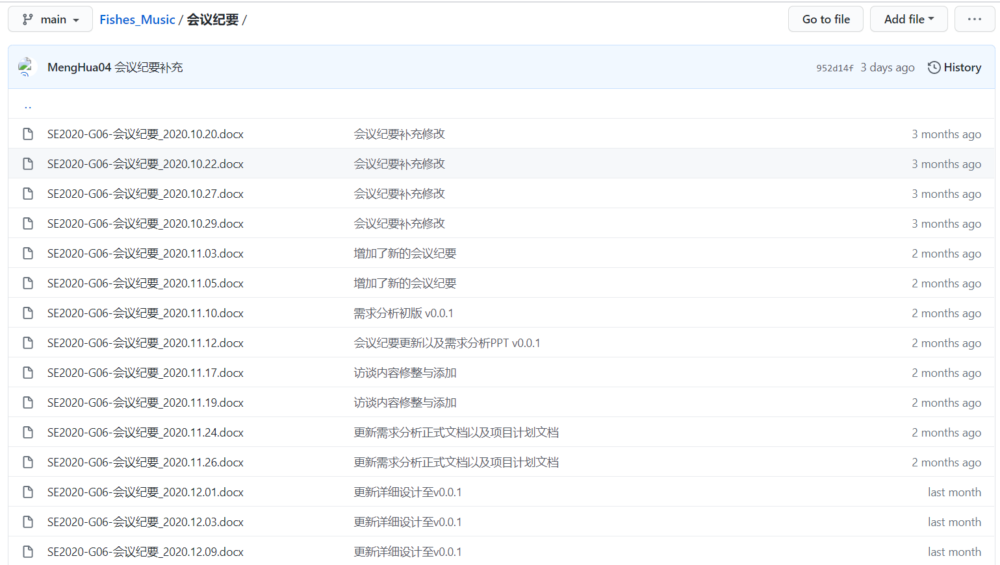 main
Fishes_Music / 会议纪要 /
Go to file
Add file
...
MengHua04 会议纪要补充
952d14f 3 days ago History
..
SE2020-G06-会议纪要_2020.10.20.docx 会议纪要补充修改 3 months ago
SE2020-G06-会议纪要_2020.10.22.docx 会议纪要补充修改 3 months ago
SE2020-G06-会议纪要_2020.10.27.docx 会议纪要补充修改 3 months ago
SE2020-G06-会议纪要_2020.10.29.docx 会议纪要补充修改 3 months ago
SE2020-G06-会议纪要_2020.11.03.docx 增加了新的会议纪要 2 months ago
SE2020-G06-会议纪要_2020.11.05.docx 增加了新的会议纪要 2 months ago
SE2020-G06-会议纪要_2020.11.10.docx 需求分析初版 v0.0.1 2 months ago
SE2020-G06-会议纪要_2020.11.12.docx 会议纪要更新以及需求分析PPT v0.0.1 2 months ago
SE2020-G06-会议纪要_2020.11.17.docx 访谈内容修整与添加 2 months ago
SE2020-G06-会议纪要_2020.11.19.docx 访谈内容修整与添加 2 months ago
SE2020-G06-会议纪要_2020.11.24.docx 更新需求分析正式文档以及项目计划文档 2 months ago
SE2020-G06-会议纪要_2020.11.26.docx 更新需求分析正式文档以及项目计划文档 2 months ago
SE2020-G06-会议纪要_2020.12.01.docx 更新详细设计至v0.0.1 last month
SE2020-G06-会议纪要_2020.12.03.docx 更新详细设计至v0.0.1 last month
SE2020-G06-会议纪要_2020.12.09.docx 更新详细设计至v0.0.1 last month